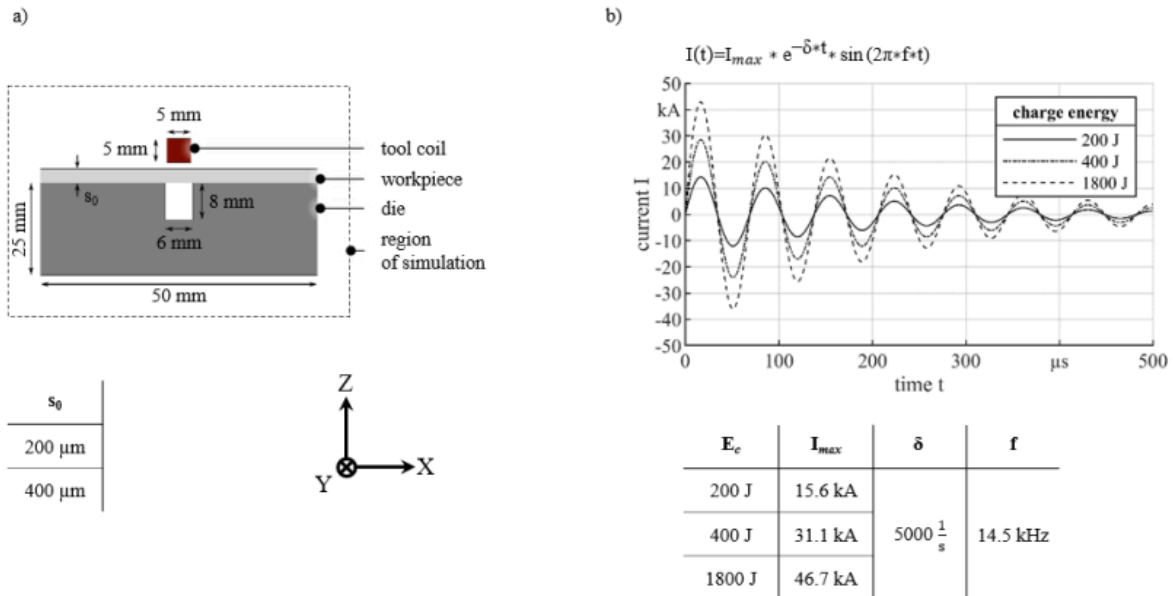 a)
5 mm
5 mm
tool coil
workpiece
s₀
8 mm
die
25 mm
6 mm
region
of simulation
50 mm
s₀
200 µm
400 µm
Z
Y
X
b)
I(t)=I_max * e^−δ*t * sin (2π*f*t)
50
kA
30
20
10
0
-10
-20
-30
-40
-50
current I
charge energy
200 J
400 J
1800 J
0 100 200 300 µs 500
time t
E_c I_max δ f
200 J 15.6 kA
400 J 31.1 kA 5000 1/s 14.5 kHz
1800 J 46.7 kA